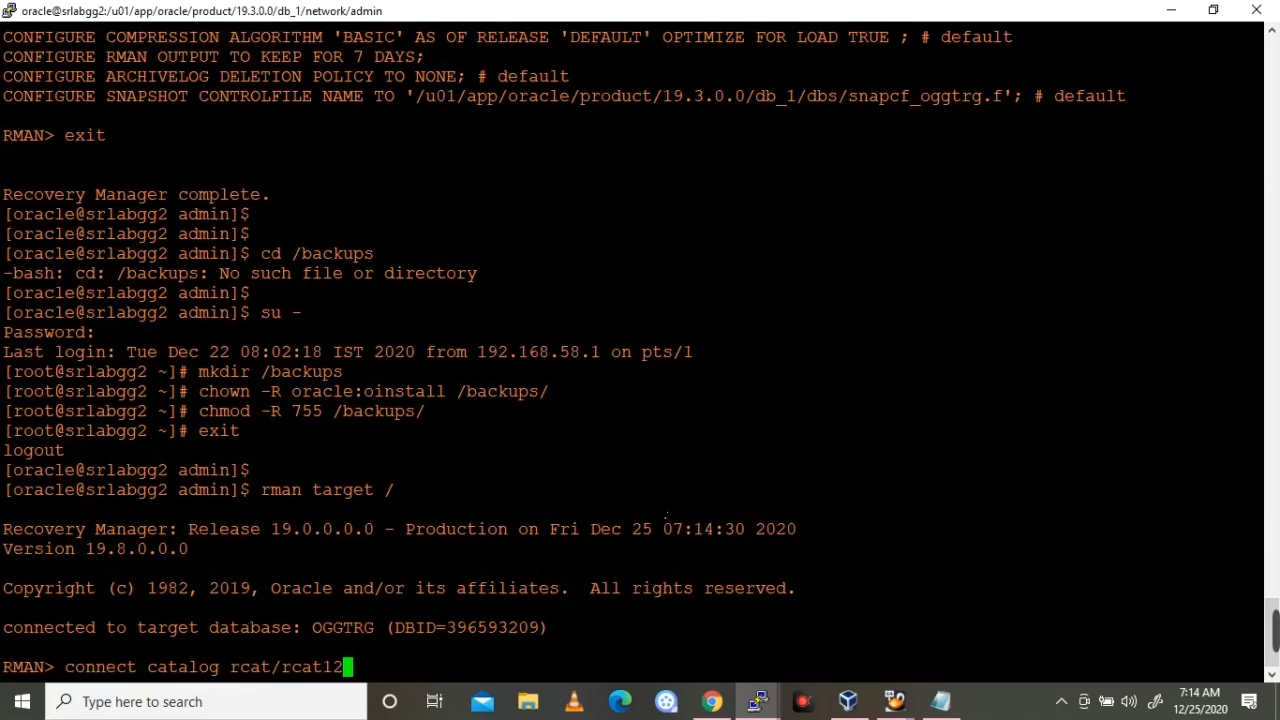 oracle@srlabgg2:/u01/app/oracle/product/19.3.0.0/db_1/network/admin
CONFIGURE COMPRESSION ALGORITHM 'BASIC' AS OF RELEASE 'DEFAULT' OPTIMIZE FOR LOAD TRUE ; # default
CONFIGURE RMAN OUTPUT TO KEEP FOR 7 DAYS;
CONFIGURE ARCHIVELOG DELETION POLICY TO NONE; # default
CONFIGURE SNAPSHOT CONTROLFILE NAME TO '/u01/app/oracle/product/19.3.0.0/db_1/dbs/snapcf_oggtrg.f'; # default
RMAN> exit
Recovery Manager complete.
[oracle@srlabgg2 admin]$
[oracle@srlabgg2 admin]$
[oracle@srlabgg2 admin]$ cd /backups
-bash: cd: /backups: No such file or directory
[oracle@srlabgg2 admin]$
[oracle@srlabgg2 admin]$ su -
Password:
Last login: Tue Dec 22 08:02:18 IST 2020 from 192.168.58.1 on pts/1
[root@srlabgg2 ~]# mkdir /backups
[root@srlabgg2 ~]# chown -R oracle:oinstall /backups/
[root@srlabgg2 ~]# chmod -R 755 /backups/
[root@srlabgg2 ~]# exit
logout
[oracle@srlabgg2 admin]$
[oracle@srlabgg2 admin]$ rman target /
Recovery Manager: Release 19.0.0.0.0 - Production on Fri Dec 25 07:14:30 2020
Version 19.8.0.0.0
Copyright (c) 1982, 2019, Oracle and/or its affiliates.  All rights reserved.
connected to target database: OGGTRG (DBID=396593209)
RMAN> connect catalog rcat/rcat12
Type here to search
7:14 AM
12/25/2020